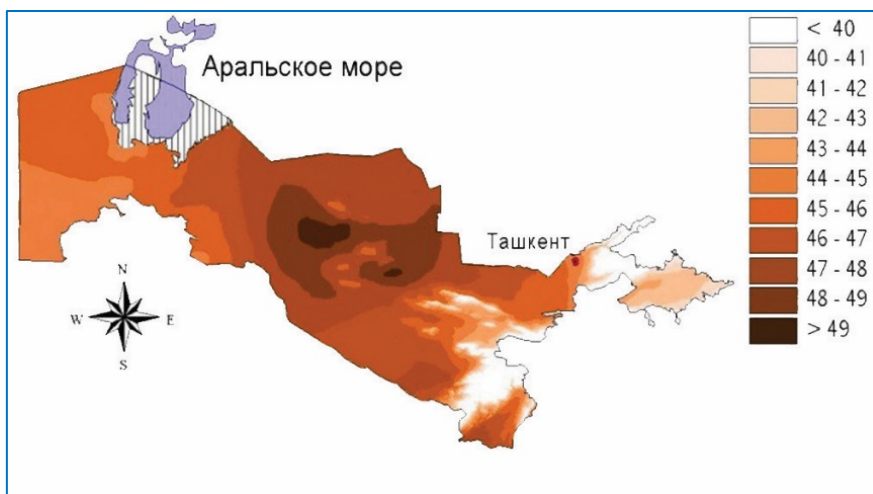 Аральское море
Ташкент
N
W E
S
< 40
40 - 41
41 - 42
42 - 43
43 - 44
44 - 45
45 - 46
46 - 47
47 - 48
48 - 49
> 49